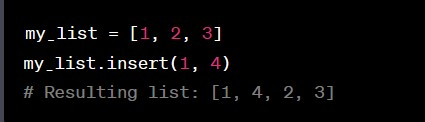 my_list = [1, 2, 3]
my_list.insert(1, 4)
# Resulting list: [1, 4, 2, 3]